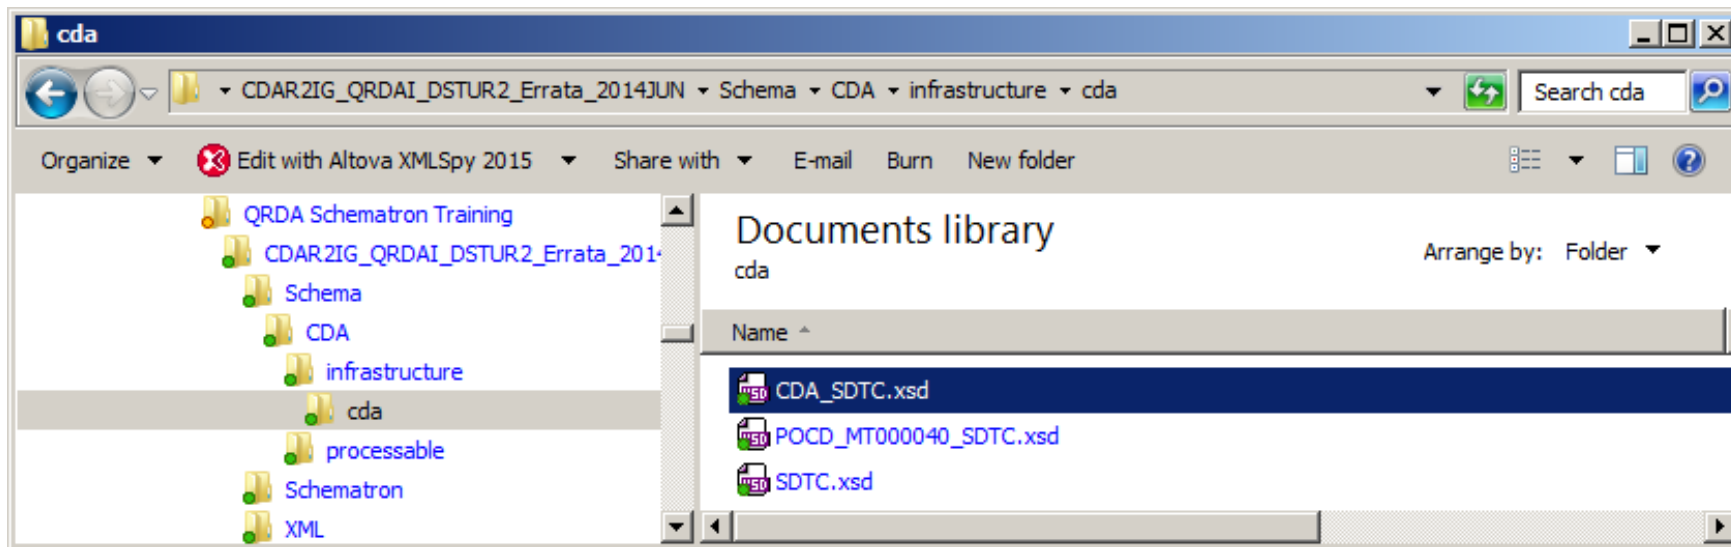 cda
CDAR2IG_QRDAI_DSTUR2_Errata_2014JUN Schema CDA infrastructure cda
Search cda
Organize Edit with Altova XMLSpy 2015 Share with E-mail Burn New folder
QRDA Schematron Training
CDAR2IG_QRDAI_DSTUR2_Errata_201
Schema
CDA
infrastructure
cda
processable
Schematron
XML
Documents library
cda
Arrange by: Folder
Name
CDA_SDTC.xsd
POCD_MT000040_SDTC.xsd
SDTC.xsd